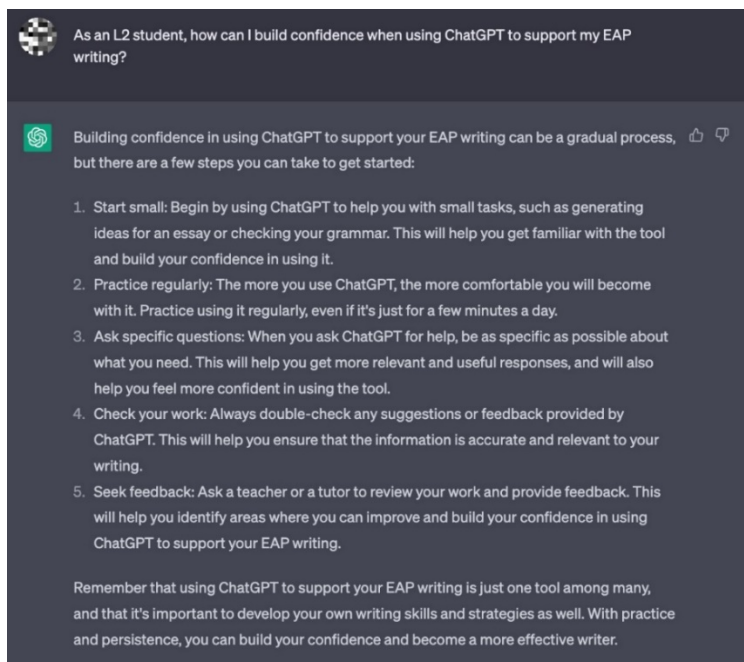 As an L2 student, how can I build confidence when using ChatGPT to support my EAP
writing?
Building confidence in using ChatGPT to support your EAP writing can be a gradual process,
but there are a few steps you can take to get started:
1. Start small: Begin by using ChatGPT to help you with small tasks, such as generating
ideas for an essay or checking your grammar. This will help you get familiar with the tool
and build your confidence in using it.
2. Practice regularly: The more you use ChatGPT, the more comfortable you will become
with it. Practice using it regularly, even if it's just for a few minutes a day.
3. Ask specific questions: When you ask ChatGPT for help, be as specific as possible about
what you need. This will help you get more relevant and useful responses, and will also
help you feel more confident in using the tool.
4. Check your work: Always double-check any suggestions or feedback provided by
ChatGPT. This will help you ensure that the information is accurate and relevant to your
writing.
5. Seek feedback: Ask a teacher or a tutor to review your work and provide feedback. This
will help you identify areas where you can improve and build your confidence in using
ChatGPT to support your EAP writing.
Remember that using ChatGPT to support your EAP writing is just one tool among many,
and that it's important to develop your own writing skills and strategies as well. With practice
and persistence, you can build your confidence and become a more effective writer.